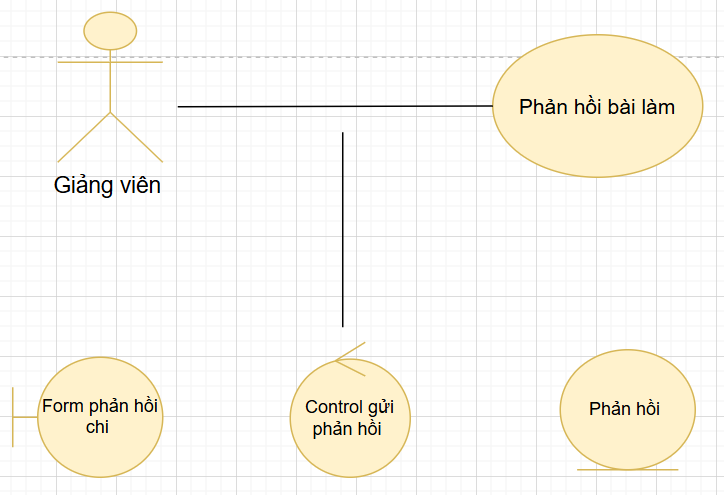 Phản hồi bài làm
Giảng viên
Form phản hồi
chi
Control gửi
phản hồi
Phản hồi